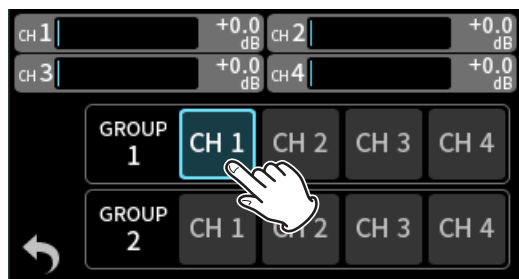 CH 1 +0.0 dB CH 2 +0.0 dB
CH 3 +0.0 dB CH 4 +0.0 dB
GROUP 1 CH 1 CH 2 CH 3 CH 4
GROUP 2 CH 1 CH 2 CH 3 CH 4